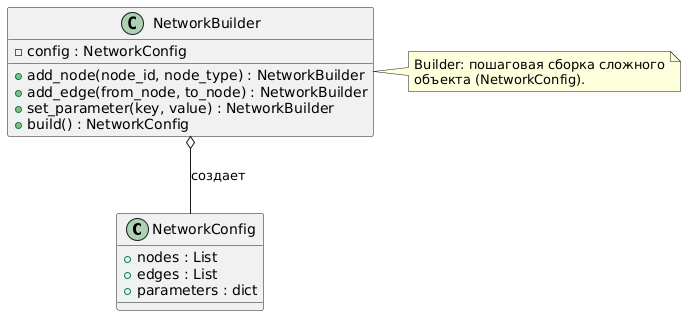 C NetworkBuilder
config : NetworkConfig
add_node(node_id, node_type) : NetworkBuilder
add_edge(from_node, to_node) : NetworkBuilder
set_parameter(key, value) : NetworkBuilder
build() : NetworkConfig
Builder: пошаговая сборка сложного
объекта (NetworkConfig).
создает
C NetworkConfig
nodes : List
edges : List
parameters : dict